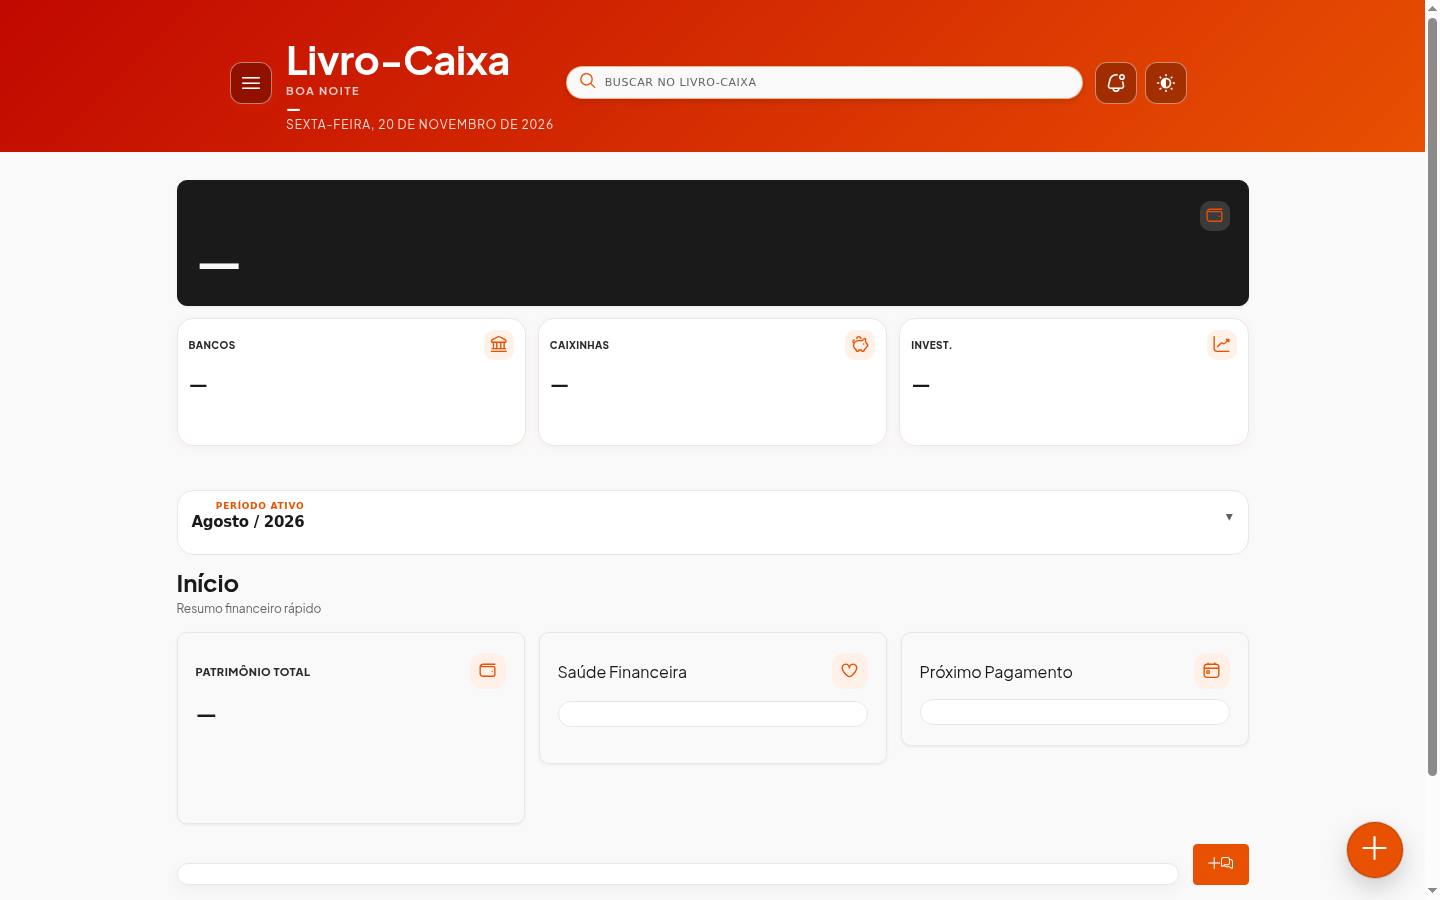 Livro-Caixa
BOA NOITE
—
SEXTA-FEIRA, 20 DE NOVEMBRO DE 2026
BUSCAR NO LIVRO-CAIXA
—
BANCOS
—
CAIXINHAS
—
INVEST.
—
PERÍODO ATIVO
Agosto / 2026
Início
Resumo financeiro rápido
PATRIMÔNIO TOTAL
—
Saúde Financeira
Próximo Pagamento